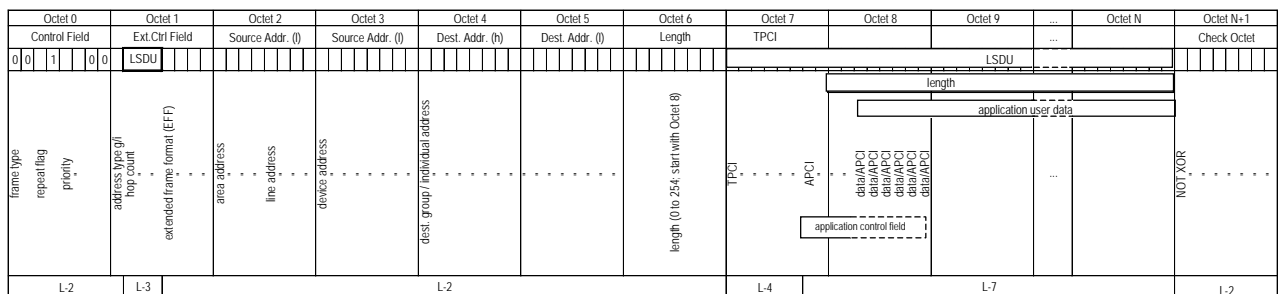 Octet 0 Octet 1 Octet 2 Octet 3 Octet 4 Octet 5 Octet 6 Octet 7 Octet 8 Octet 9 ... Octet N Octet N+1
Control Field Ext.Ctrl Field Source Addr. (l) Source Addr. (l) Dest. Addr. (h) Dest. Addr. (l) Length TPCI ... Check Octet
0 0 1 0 0 LSDU LSDU
length
application user data
frame type
repeat flag
priority
"
address type g/i
hop count
" "
extended frame format (EFF)
" " "
area address
" " "
line address
" " "
device address
" " " " " " "
dest. group / individual address
" " " " " " " " " " " " " " "
length (0 to 254; start with Octet 8)
TPCI
" " " " "
APCI
" " "
data/APCI
data/APCI
data/APCI
data/APCI
data/APCI
data/APCI
...
NOT XOR
" " " " " " "
application control field
L-2 L-3 L-2 L-4 L-7 L-2